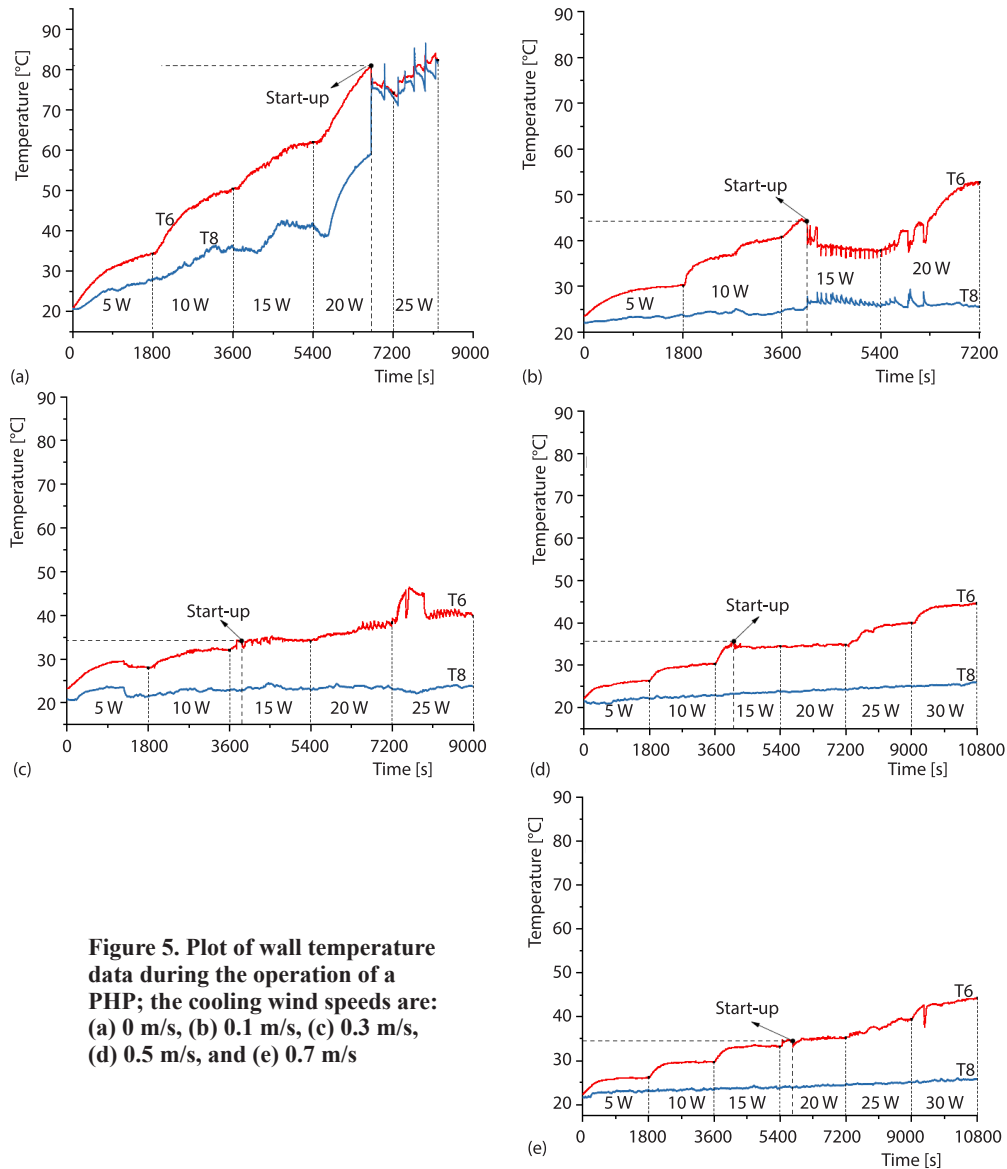 Temperature [°C]
90
80
70
60
50
40
30
20
Start-up
T6
T8
5 W
10 W
15 W
20 W
25 W
0
1800
3600
5400
7200
9000
Time [s]
(a)
Temperature [°C]
90
80
70
60
50
40
30
20
Start-up
T6
T8
5 W
10 W
15 W
20 W
0
1800
3600
5400
7200
Time [s]
(b)
Temperature [°C]
90
80
70
60
50
40
30
20
Start-up
T6
T8
5 W
10 W
15 W
20 W
25 W
0
1800
3600
5400
7200
9000
Time [s]
(c)
Temperature [°C]
90
80
70
60
50
40
30
20
Start-up
T6
T8
5 W
10 W
15 W
20 W
25 W
30 W
0
1800
3600
5400
7200
9000
10800
Time [s]
(d)
Figure 5. Plot of wall temperature
data during the operation of a
PHP; the cooling wind speeds are:
(a) 0 m/s, (b) 0.1 m/s, (c) 0.3 m/s,
(d) 0.5 m/s, and (e) 0.7 m/s
Temperature [°C]
90
80
70
60
50
40
30
20
Start-up
T6
T8
5 W
10 W
15 W
20 W
25 W
30 W
0
1800
3600
5400
7200
9000
10800
Time [s]
(e)